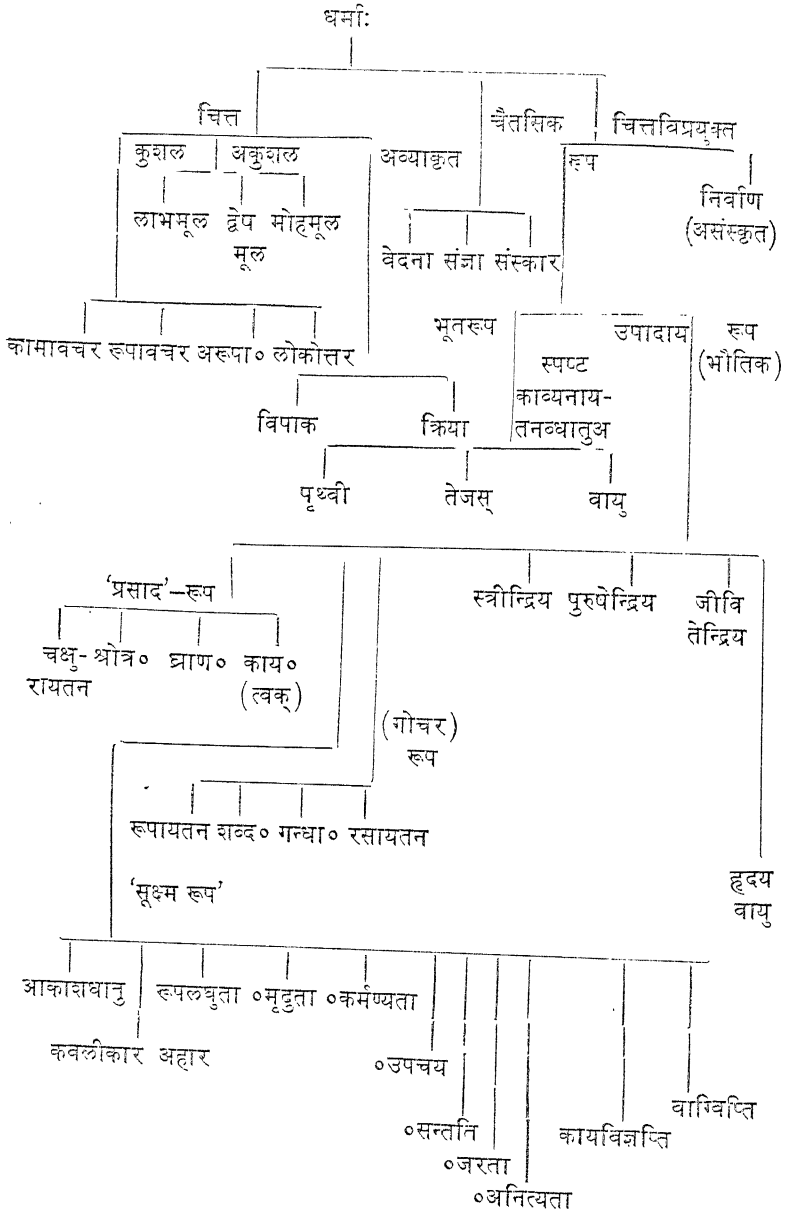 धर्माः
चित्त चैतसिक चित्तविप्रयुक्त
कुशल अकुशल अव्याकृत रूप
निर्वाण
(असंस्कृत)
लाभमूल द्वेष मोहमूल
मूल
वेदना संज्ञा संस्कार
भूतरूप उपादाय रूप
(भौतिक)
कामावचर रूपावचर अरूपा० लोकोत्तर
स्पष्ट
काव्यनाय-
तनब्धातुअ
विपाक क्रिया
पृथ्वी तेजस् वायु
‘प्रसाद’–रूप
स्त्रीन्द्रिय पुरुषेन्द्रिय जीवि
तेन्द्रिय
चक्षु- श्रोत्र० घ्राण० काय०
रायतन (त्वक्)
(गोचर)
रूप
रूपायतन शब्द० गन्धा० रसायतन
‘सूक्ष्म रूप’
हृदय
वायु
आकाशधातु रूपलघुता ०मृदुता ०कर्मण्यता
कवलीकार अहार
०उपचय
वाग्विप्ति
०सन्तति कायविज्ञप्ति
०जरता
०अनित्यता